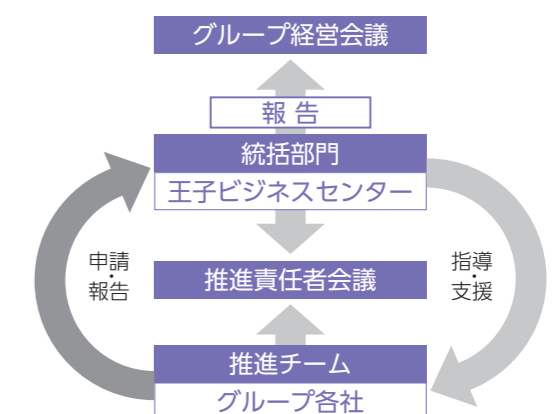 グループ経営会議
報告
統括部門
王子ビジネスセンター
申請
・
報告
推進責任者会議
指導
・
支援
推進チーム
グループ各社